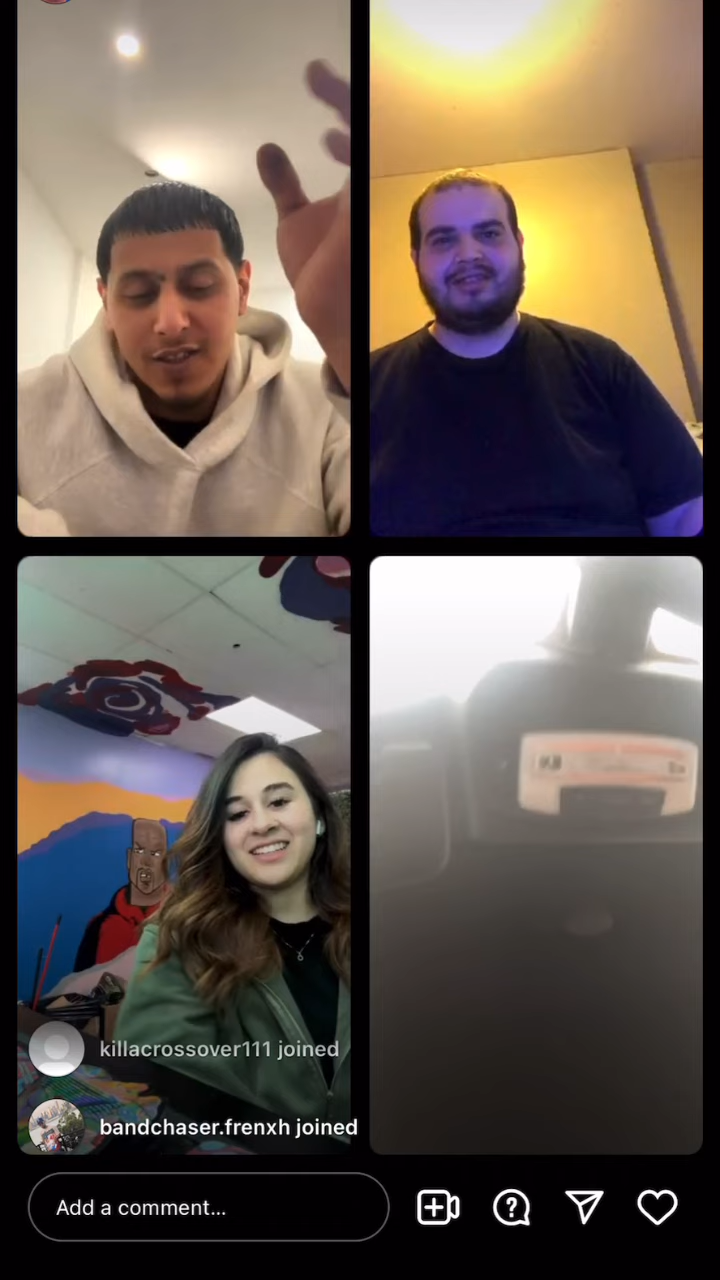 killacrossover111 joined
bandchaser.frenxh joined
Add a comment...